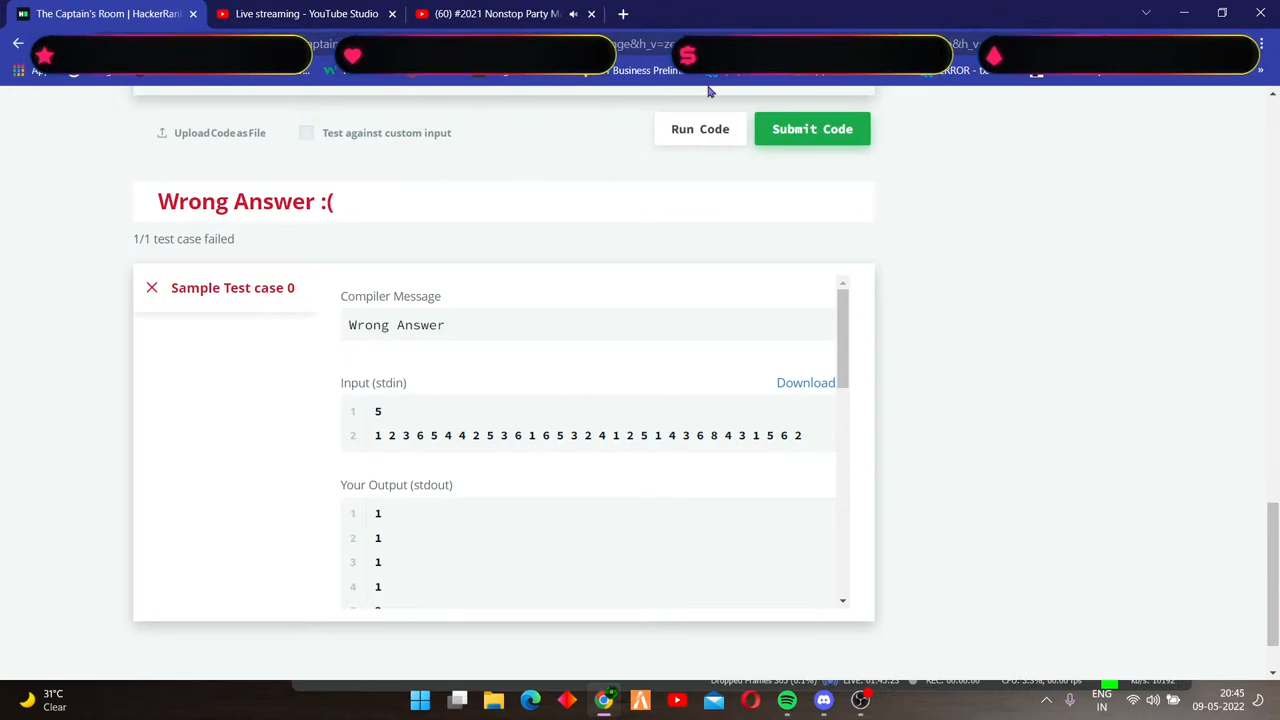 The Captain's Room | HackerRan
Live streaming - YouTube Studio
(60) #2021 Nonstop Party M
Business Prelim
Upload Code as File
Test against custom input
Run Code
Submit Code
Wrong Answer :(
1/1 test case failed
Sample Test case 0
Compiler Message
Wrong Answer
Input (stdin)
Download
1 5
2 1 2 3 6 5 4 4 2 5 3 6 1 6 5 3 2 4 1 2 5 1 4 3 6 8 4 3 1 5 6 2
Your Output (stdout)
1 1
2 1
3 1
4 1
31°C
Clear
ENG
IN
20:45
09-05-2022